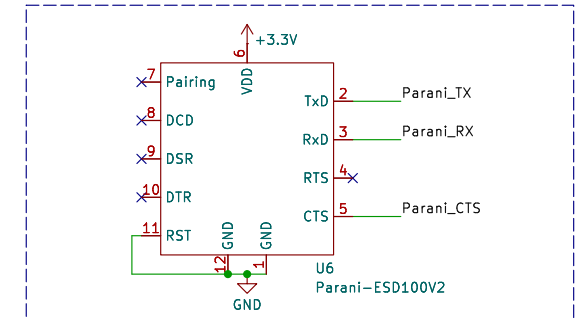 +3.3V
6
VDD
7 Pairing
TxD 2 Parani_TX
8 DCD
RxD 3 Parani_RX
9 DSR
RTS 4
10 DTR
CTS 5 Parani_CTS
11 RST
GND GND
12 1
U6
Parani-ESD100V2
GND